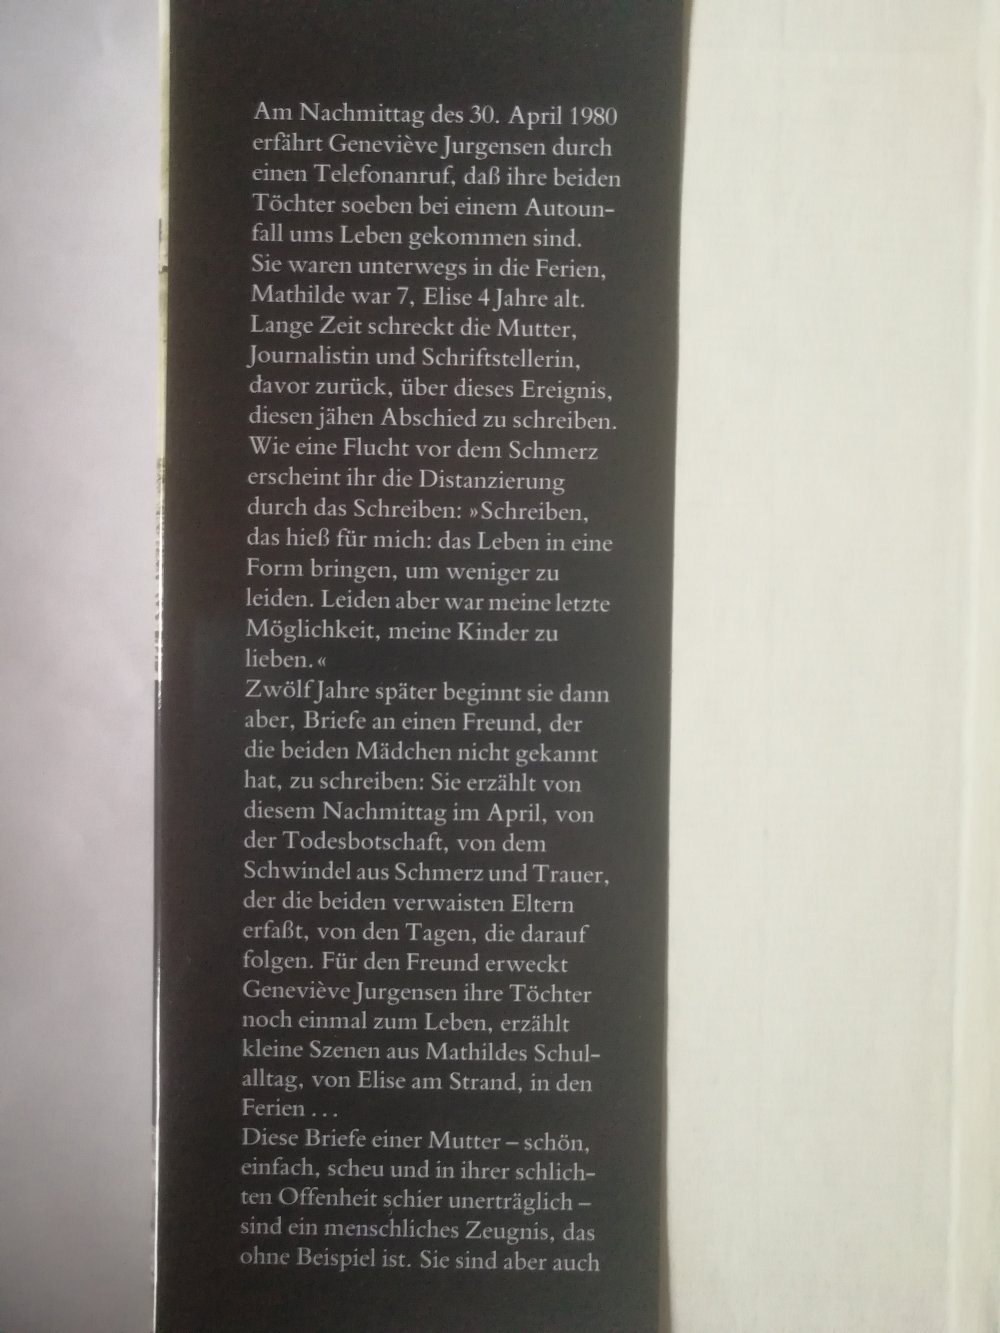 Am Nachmittag des 30. April 1980
erfährt Geneviève Jurgensen durch
einen Telefonanruf, daß ihre beiden
Töchter soeben bei einem Autoun-
fall ums Leben gekommen sind.
Sie waren unterwegs in die Ferien,
Mathilde war 7, Elise 4 Jahre alt.
Lange Zeit schreckt die Mutter,
Journalistin und Schriftstellerin,
davor zurück, über dieses Ereignis,
diesen jähen Abschied zu schreiben.
Wie eine Flucht vor dem Schmerz
erscheint ihr die Distanzierung
durch das Schreiben: »Schreiben,
das hieß für mich: das Leben in eine
Form bringen, um weniger zu
leiden. Leiden aber war meine letzte
Möglichkeit, meine Kinder zu
lieben.«
Zwölf Jahre später beginnt sie dann
aber, Briefe an einen Freund, der
die beiden Mädchen nicht gekannt
hat, zu schreiben: Sie erzählt von
diesem Nachmittag im April, von
der Todesbotschaft, von dem
Schwindel aus Schmerz und Trauer,
der die beiden verwaisten Eltern
erfaßt, von den Tagen, die darauf
folgen. Für den Freund erweckt
Geneviève Jurgensen ihre Töchter
noch einmal zum Leben, erzählt
kleine Szenen aus Mathildes Schul-
alltag, von Elise am Strand, in den
Ferien ...
Diese Briefe einer Mutter – schön,
einfach, scheu und in ihrer schlich-
ten Offenheit schier unerträglich –
sind ein menschliches Zeugnis, das
ohne Beispiel ist. Sie sind aber auch